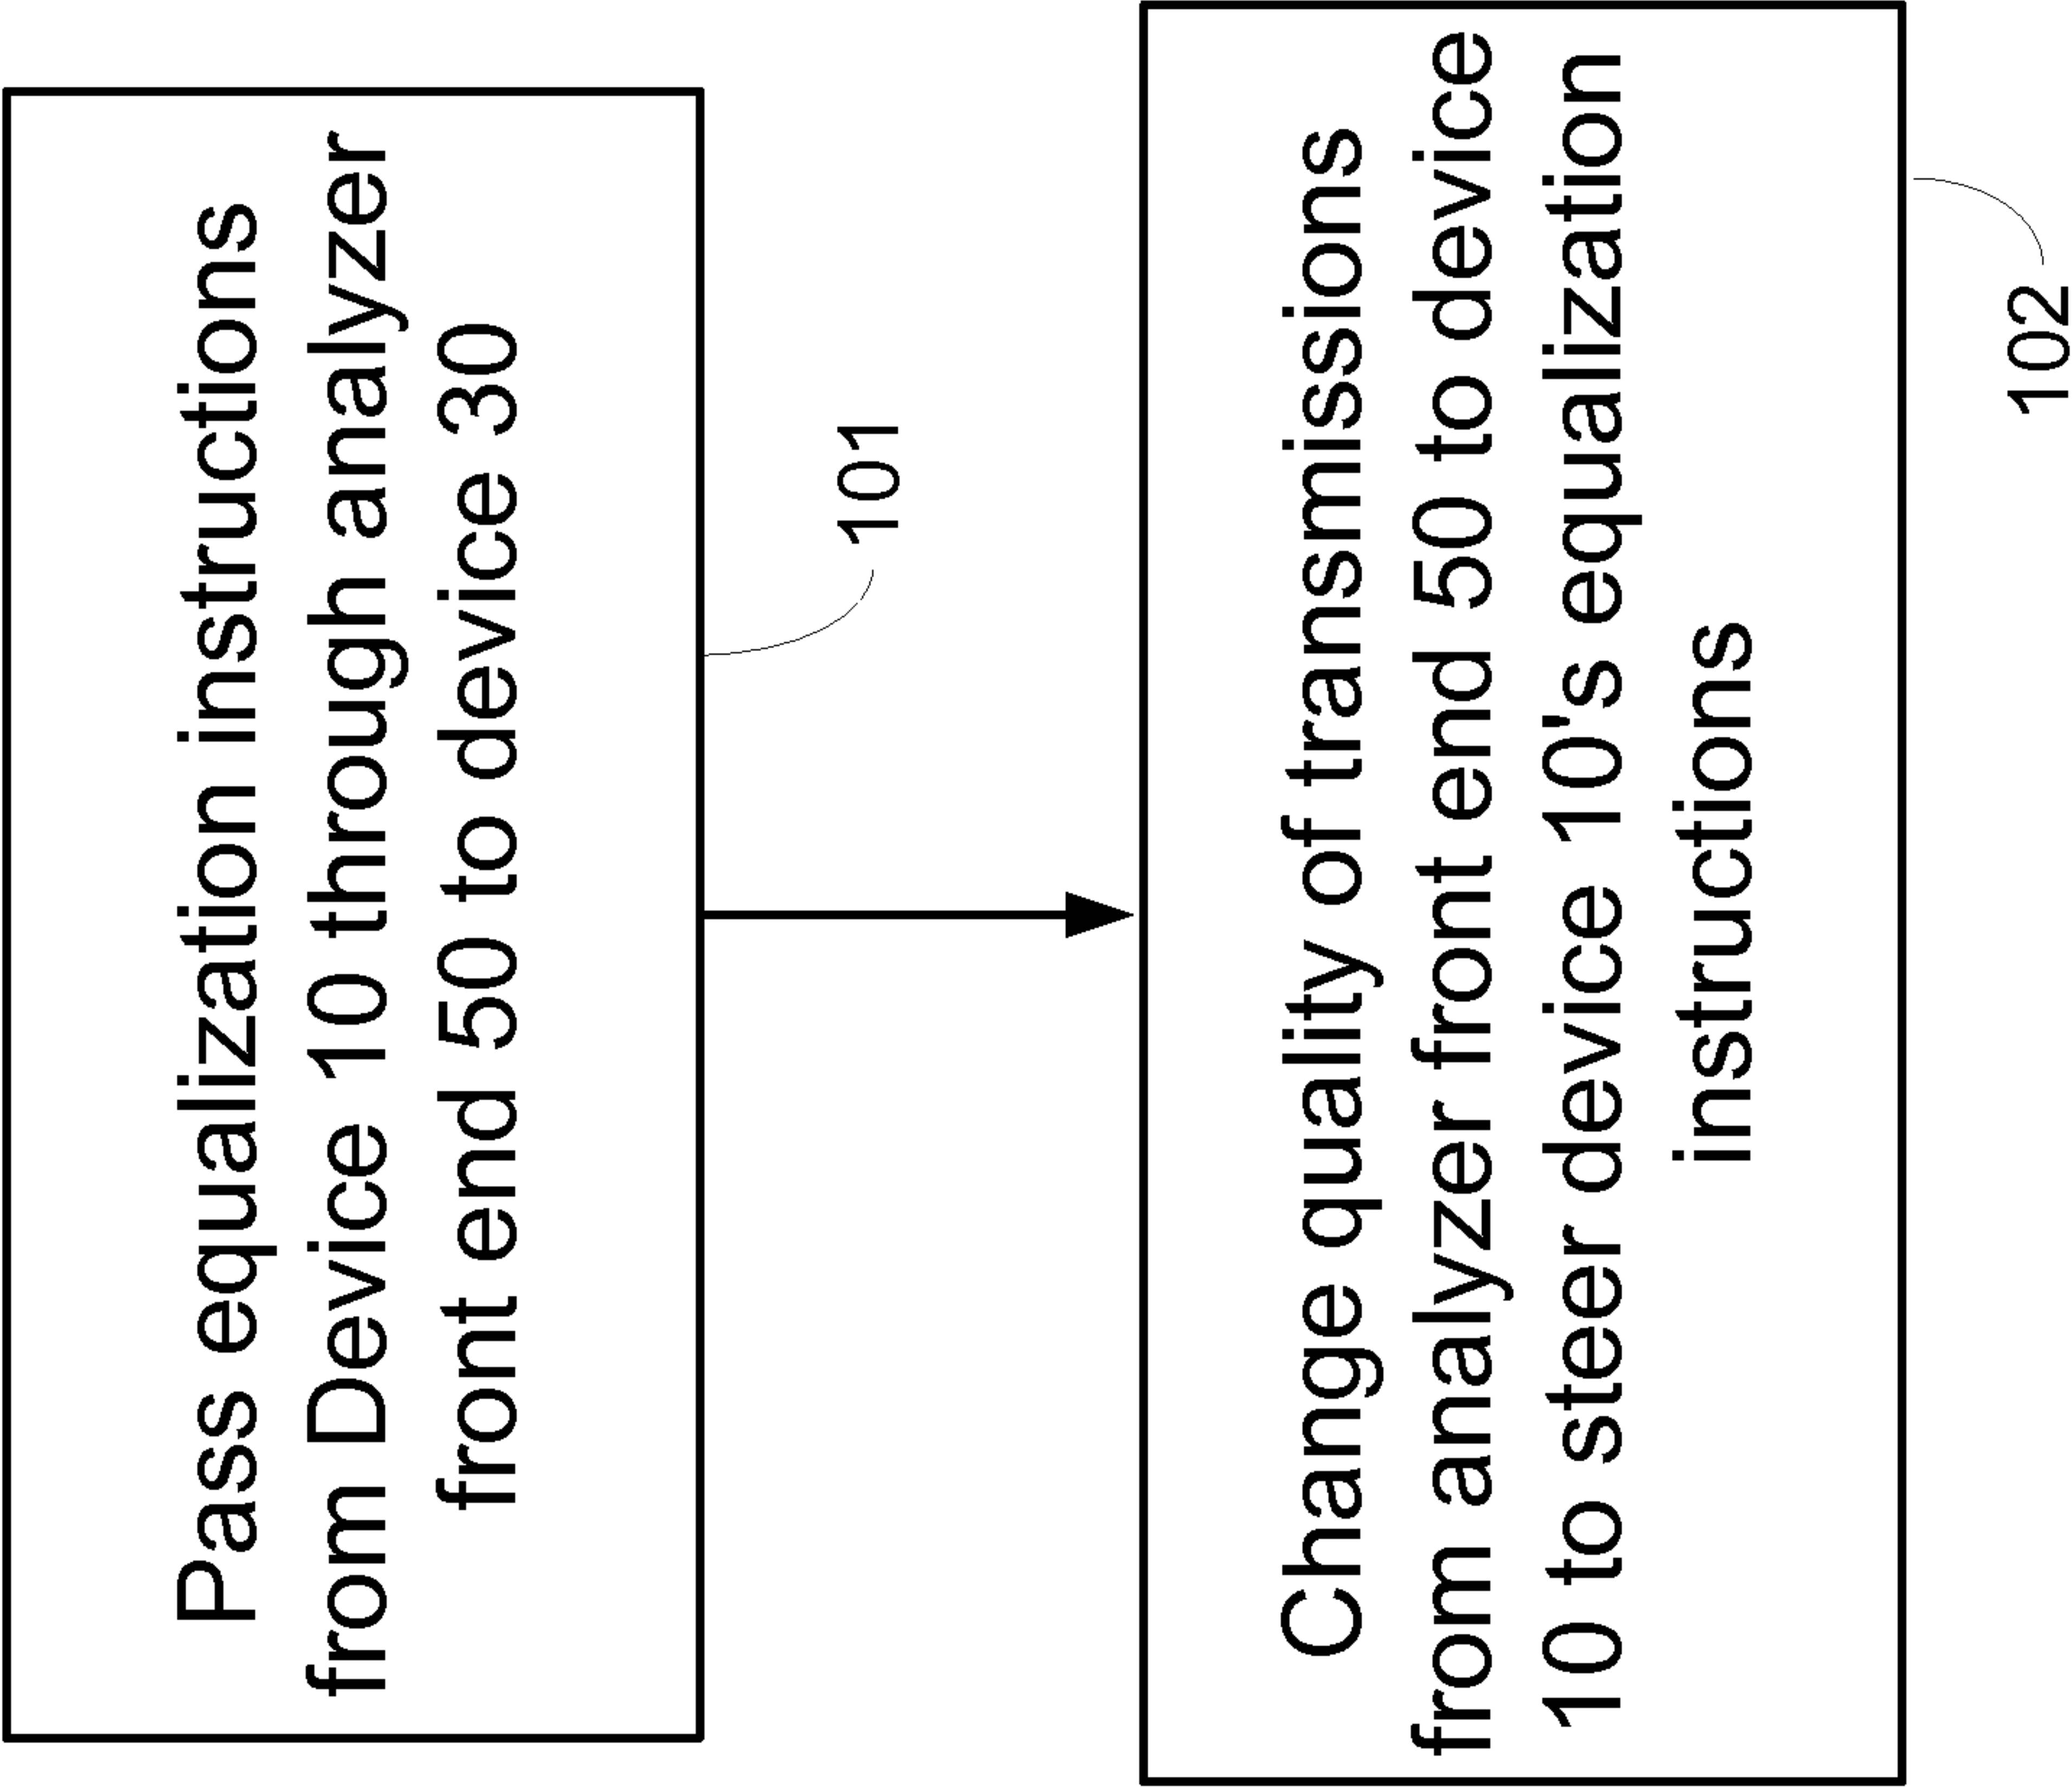 Pass equalization instructions
from Device 10 through analyzer
front end 50 to device 30
101
Change quality of transmissions
from analyzer front end 50 to device
10 to steer device 10's equalization
instructions
102